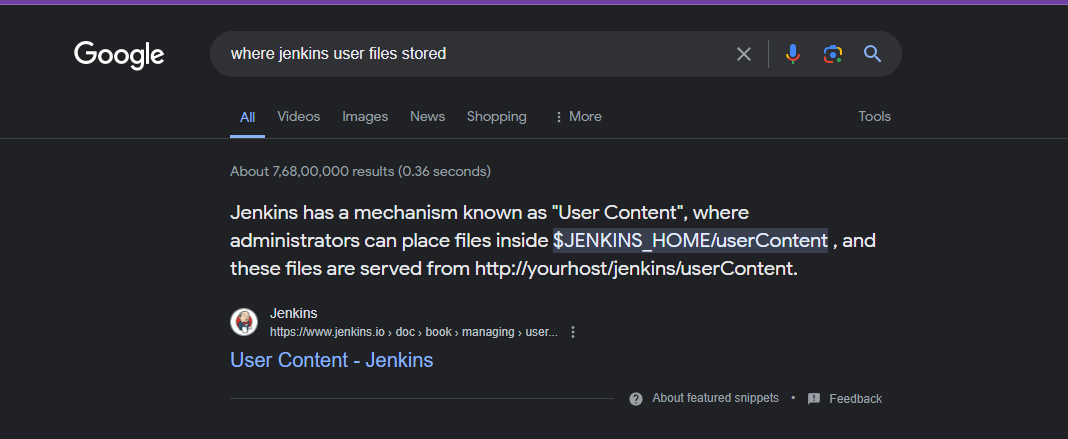 Google
where jenkins user files stored
All Videos Images News Shopping More Tools
About 7,68,00,000 results (0.36 seconds)
Jenkins has a mechanism known as "User Content", where
administrators can place files inside $JENKINS_HOME/userContent , and
these files are served from http://yourhost/jenkins/userContent.
Jenkins
https://www.jenkins.io › doc › book › managing › user...
User Content - Jenkins
About featured snippets • Feedback